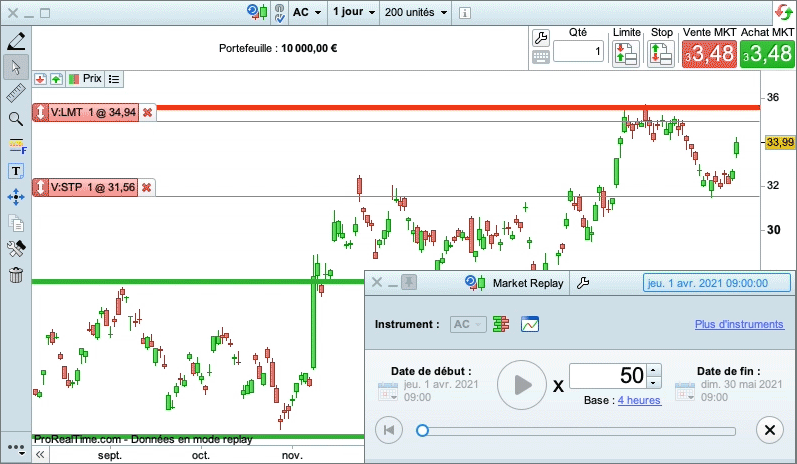 AC 1 jour 200 unités
Portefeuille : 10 000,00 €
Qté Limite Stop Vente MKT Achat MKT
1 33,48 33,48
Prix
36
V:LMT 1 @ 34,94
33,99
V:STP 1 @ 31,56
32
30
Market Replay jeu. 1 avr. 2021 09:00:00
Instrument : AC Plus d'instruments
Date de début : Date de fin :
jeu. 1 avr. 2021 X 50 dim. 30 mai 2021
09:00 Base : 4 heures 09:00
ProRealTime.com - Données en mode replay
sept. oct. nov.